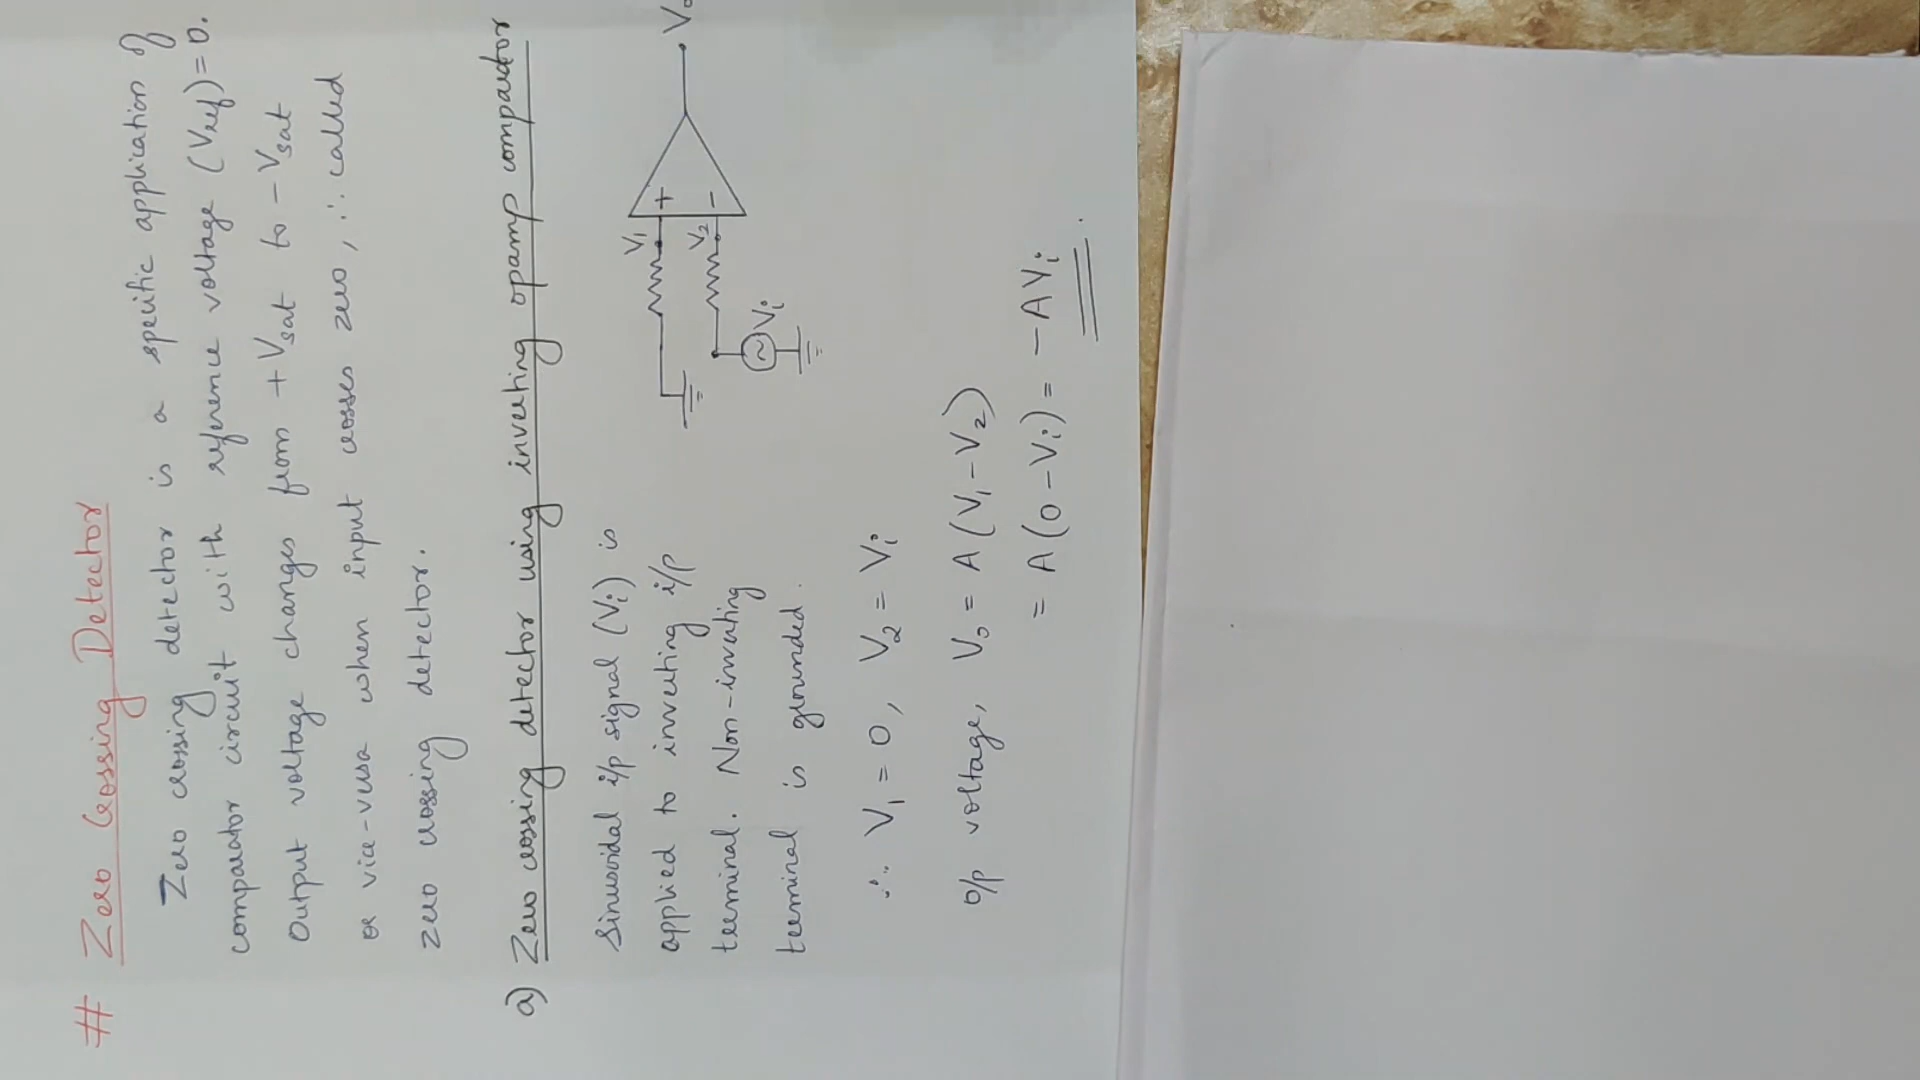 # Zero Crossing Detector
Zero crossing detector is a specific application of
comparator circuit with reference voltage (Vref) = 0.
Output voltage changes from +Vsat to -Vsat
or vice-versa when input crosses zero, ∴ called
zero crossing detector.
a) Zero crossing detector using inverting opamp comparator
Sinusoidal i/p signal (Vi) is
applied to inverting i/p
terminal. Non-inverting
terminal is grounded.
V1
+
V2
-
Vi
∴ V1 = 0, V2 = Vi
o/p voltage, Vo = A(V1-V2)
= A(0-Vi) = -AVi